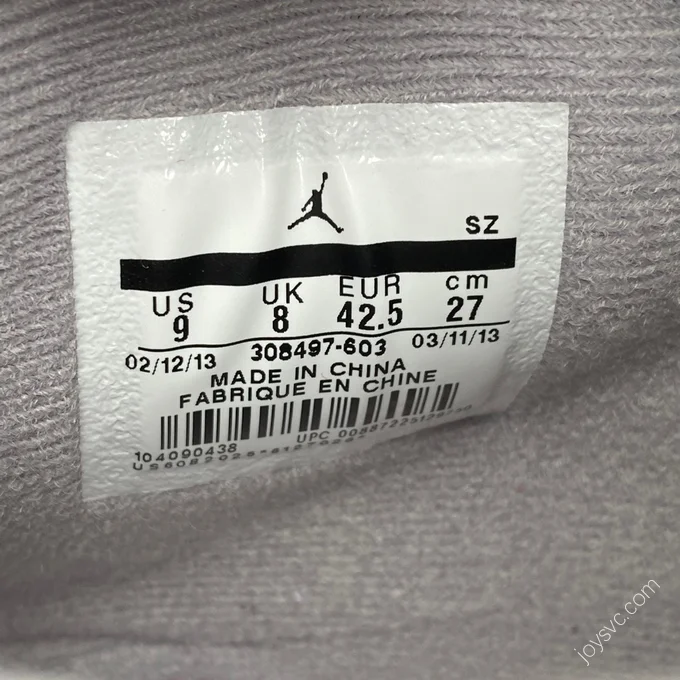 SZ
US UK EUR cm
9 8 42.5 27
02/12/13 308497-603 03/11/13
MADE IN CHINA
FABRIQUE EN CHINE
104090438 UPC
joysvc.com